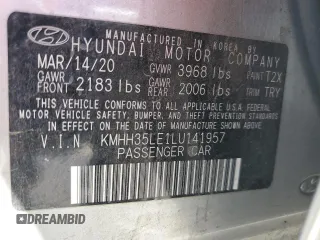 MANUFACTURED IN KOREA BY
HYUNDAI MOTOR COMPANY
MAR/14/20 GVWR 3968 lbs PAINT T2X
GAWR FRONT 2183 lbs GAWR REAR 2006 lbs TRIM TRY
THIS VEHICLE CONFORMS TO ALL APPLICABLE U.S.A FEDERAL
MOTOR VEHICLE SAFETY, BUMPER, AND THEFT PREVENTION
STANDARDS IN EFFECT ON THE DATE OF MANUFACTURE SHOWN ABOVE.
V.I.N KMHH35LE1LU141957
PASSENGER CAR
© DREAMBID
DREAMBID.COM